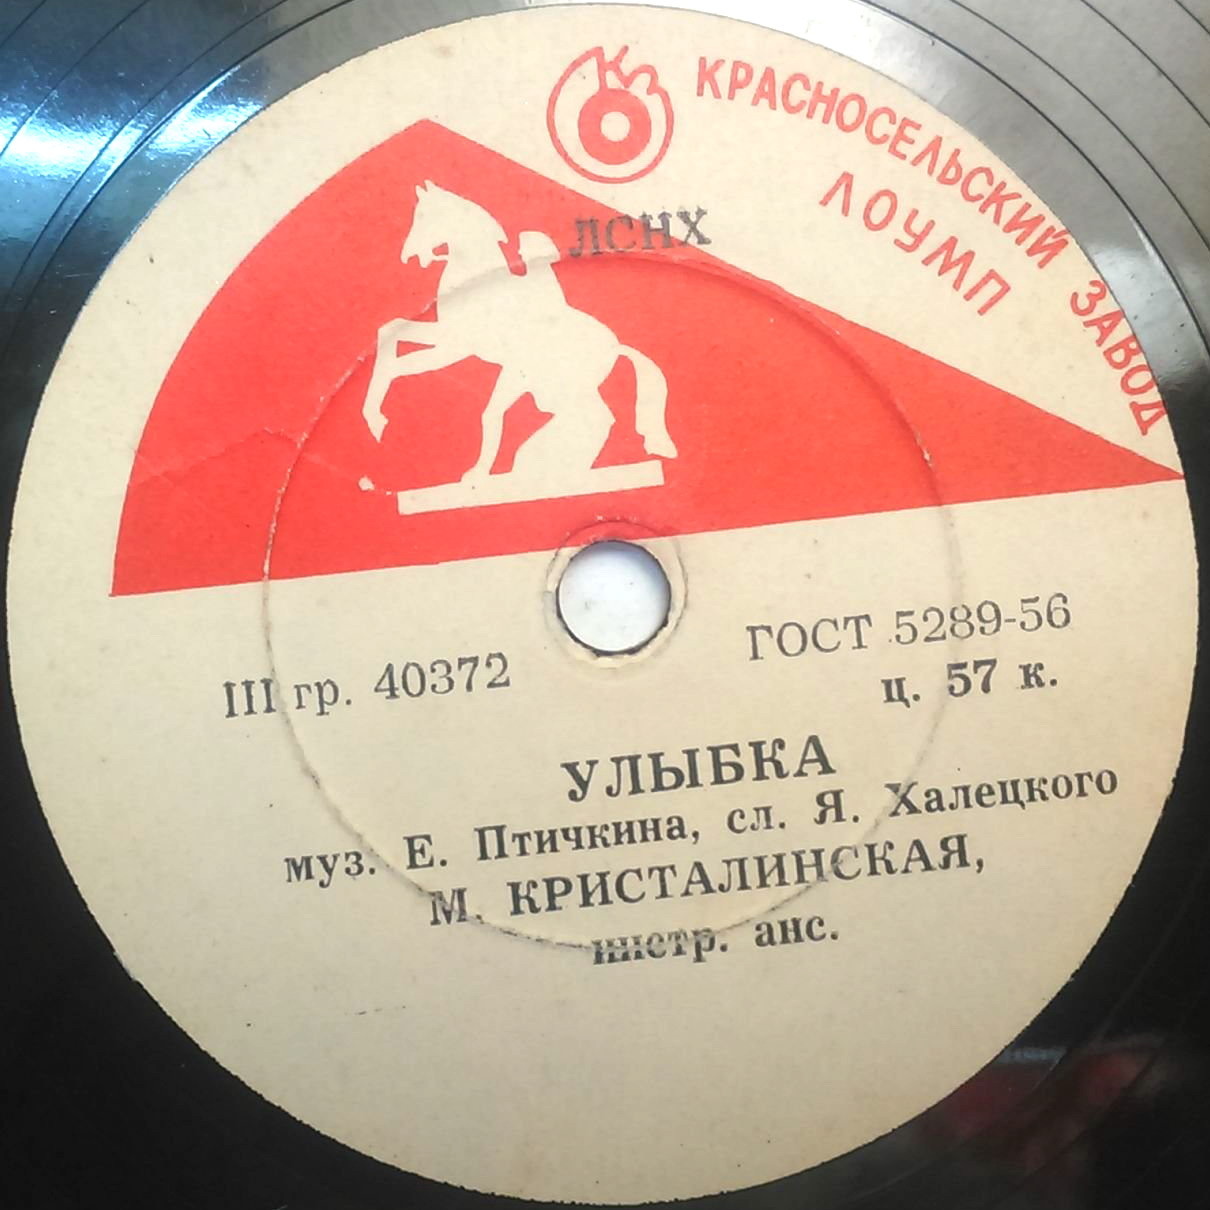 КРАСНОСЕЛЬСКИЙ ЗАВОД
ЛОУМП
ЛСНХ
III гр. 40372
ГОСТ 5289-56
ц. 57 к.
УЛЫБКА
муз. Е. Птичкина, сл. Я. Халецкого
М. КРИСТАЛИНСКАЯ,
инстр. анс.